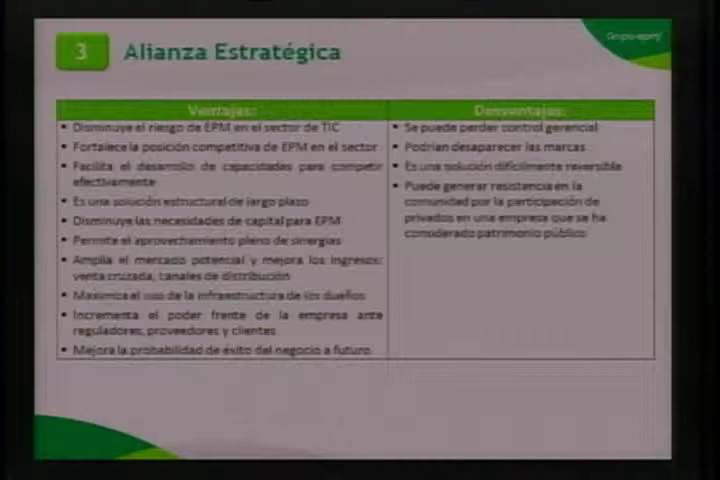 3
Alianza Estratégica
Grupo·epm
Ventajas:
• Disminuye el riesgo de EPM en el sector de TIC
• Fortalece la posición competitiva de EPM en el sector
• Facilita el desarrollo de capacidades para competir
efectivamente
• Es una solución estructural de largo plazo
• Disminuye las necesidades de capital para EPM
• Permite el aprovechamiento pleno de sinergias
• Amplia el mercado potencial y mejora los ingresos:
venta cruzada, canales de distribución
• Maximiza el uso de la infraestructura de los dueños
• Incrementa el poder frente de la empresa ante
reguladores, proveedores y clientes
• Mejora la probabilidad de éxito del negocio a futuro
Desventajas:
• Se puede perder control gerencial
• Podrían desaparecer las marcas
• Es una solución difícilmente reversible
• Puede generar resistencia en la
comunidad por la participación de
privados en una empresa que se ha
considerado patrimonio público